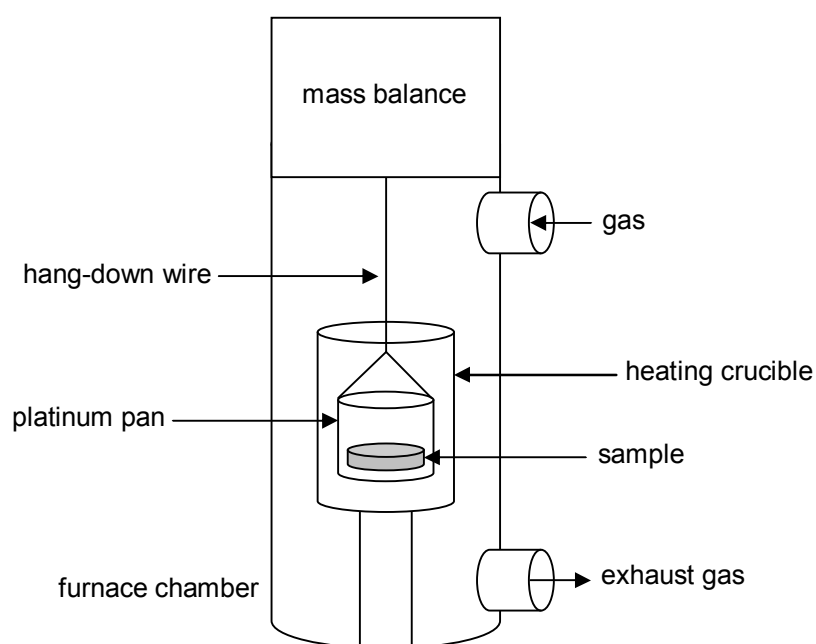 mass balance
gas
hang-down wire
heating crucible
platinum pan
sample
furnace chamber
exhaust gas